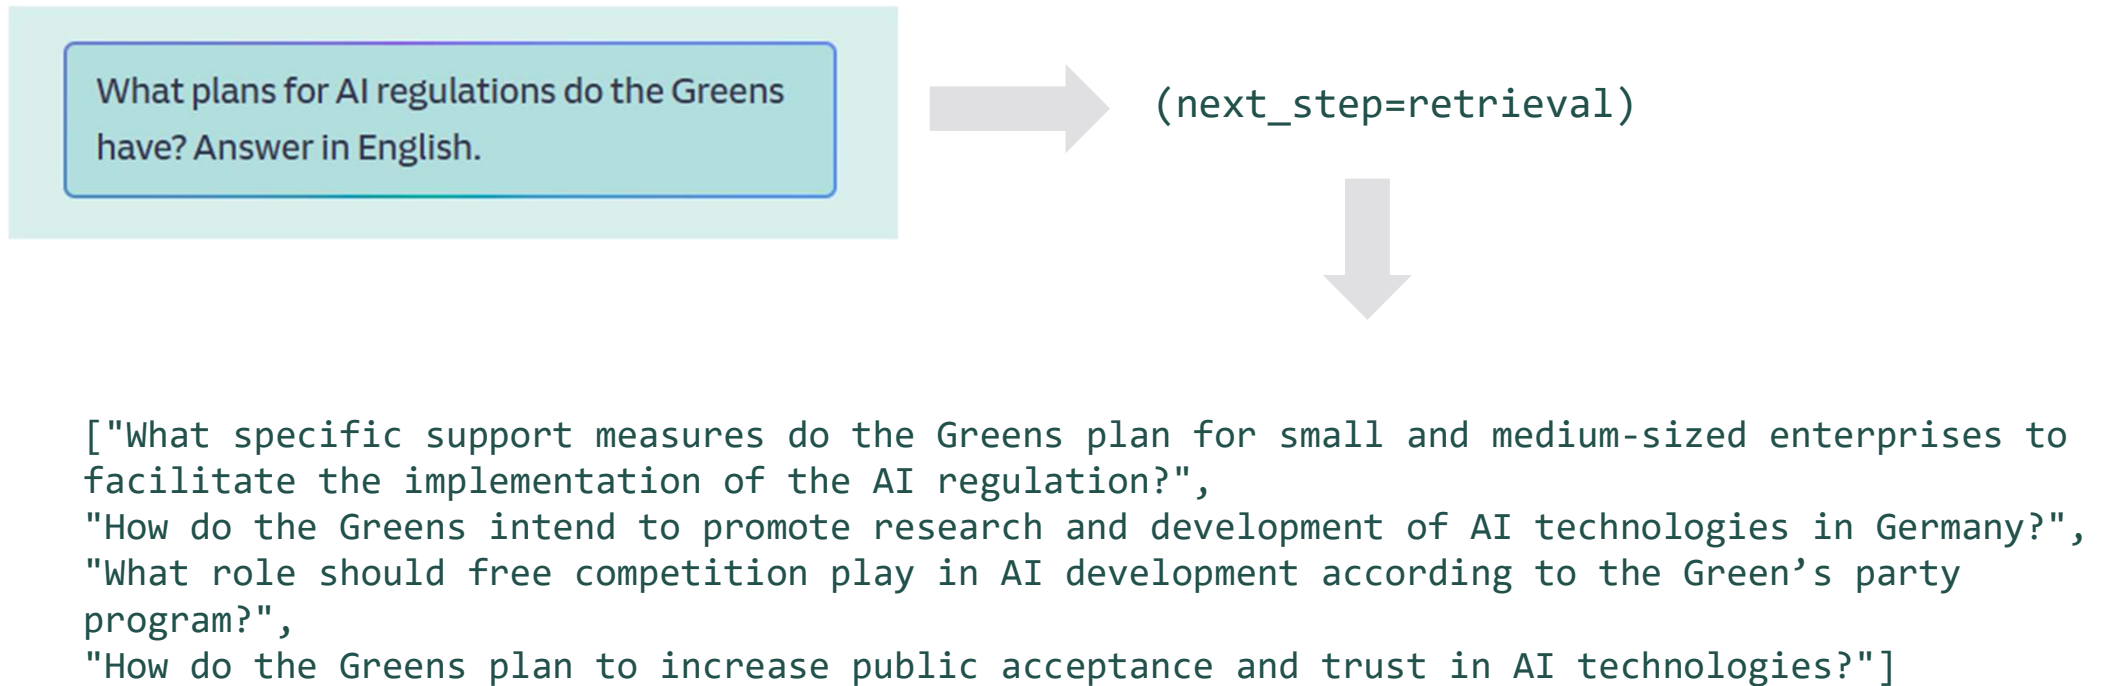 What plans for AI regulations do the Greens
have? Answer in English.
(next_step=retrieval)
["What specific support measures do the Greens plan for small and medium-sized enterprises to
facilitate the implementation of the AI regulation?",
"How do the Greens intend to promote research and development of AI technologies in Germany?",
"What role should free competition play in AI development according to the Green’s party
program?",
"How do the Greens plan to increase public acceptance and trust in AI technologies?"]